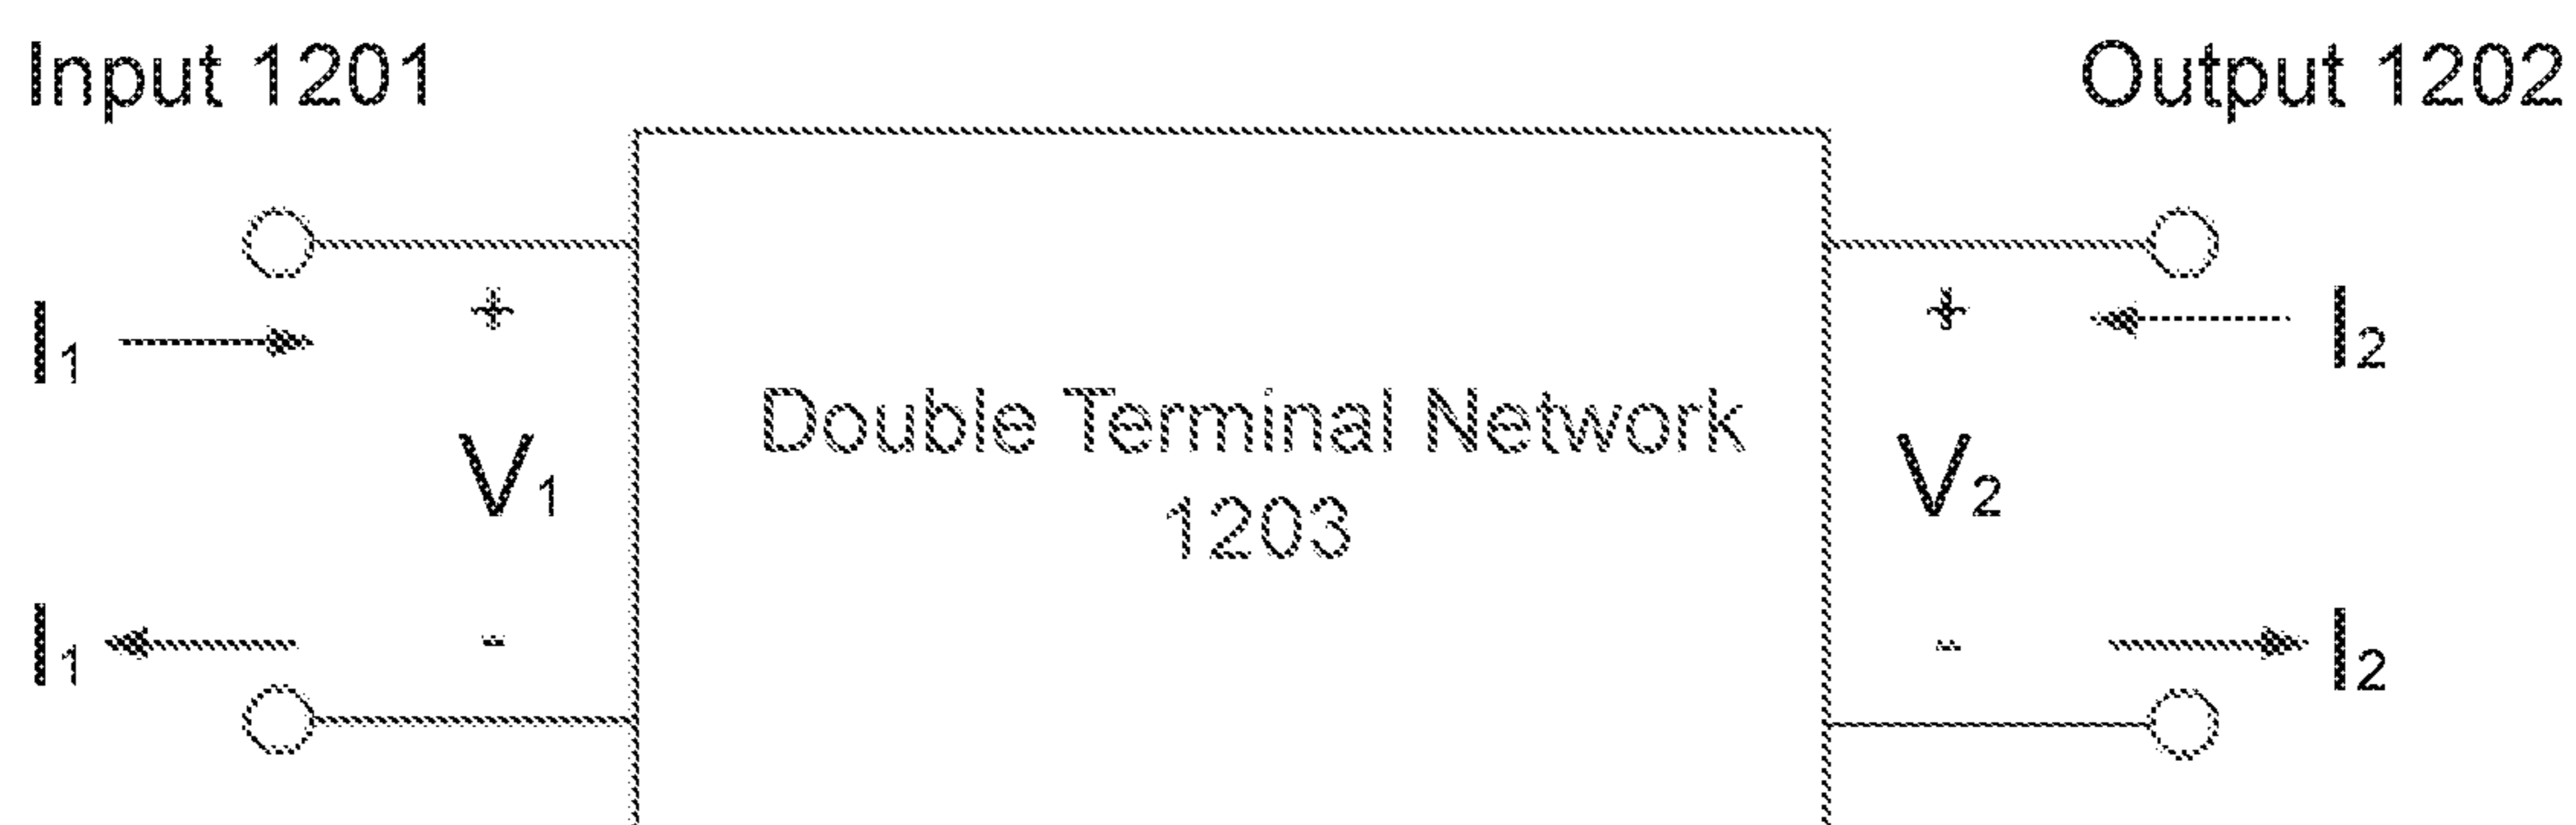 Input 1201
Output 1202
I1
+
+
I2
V1
Double Terminal Network
1203
V2
I1
-
-
I2